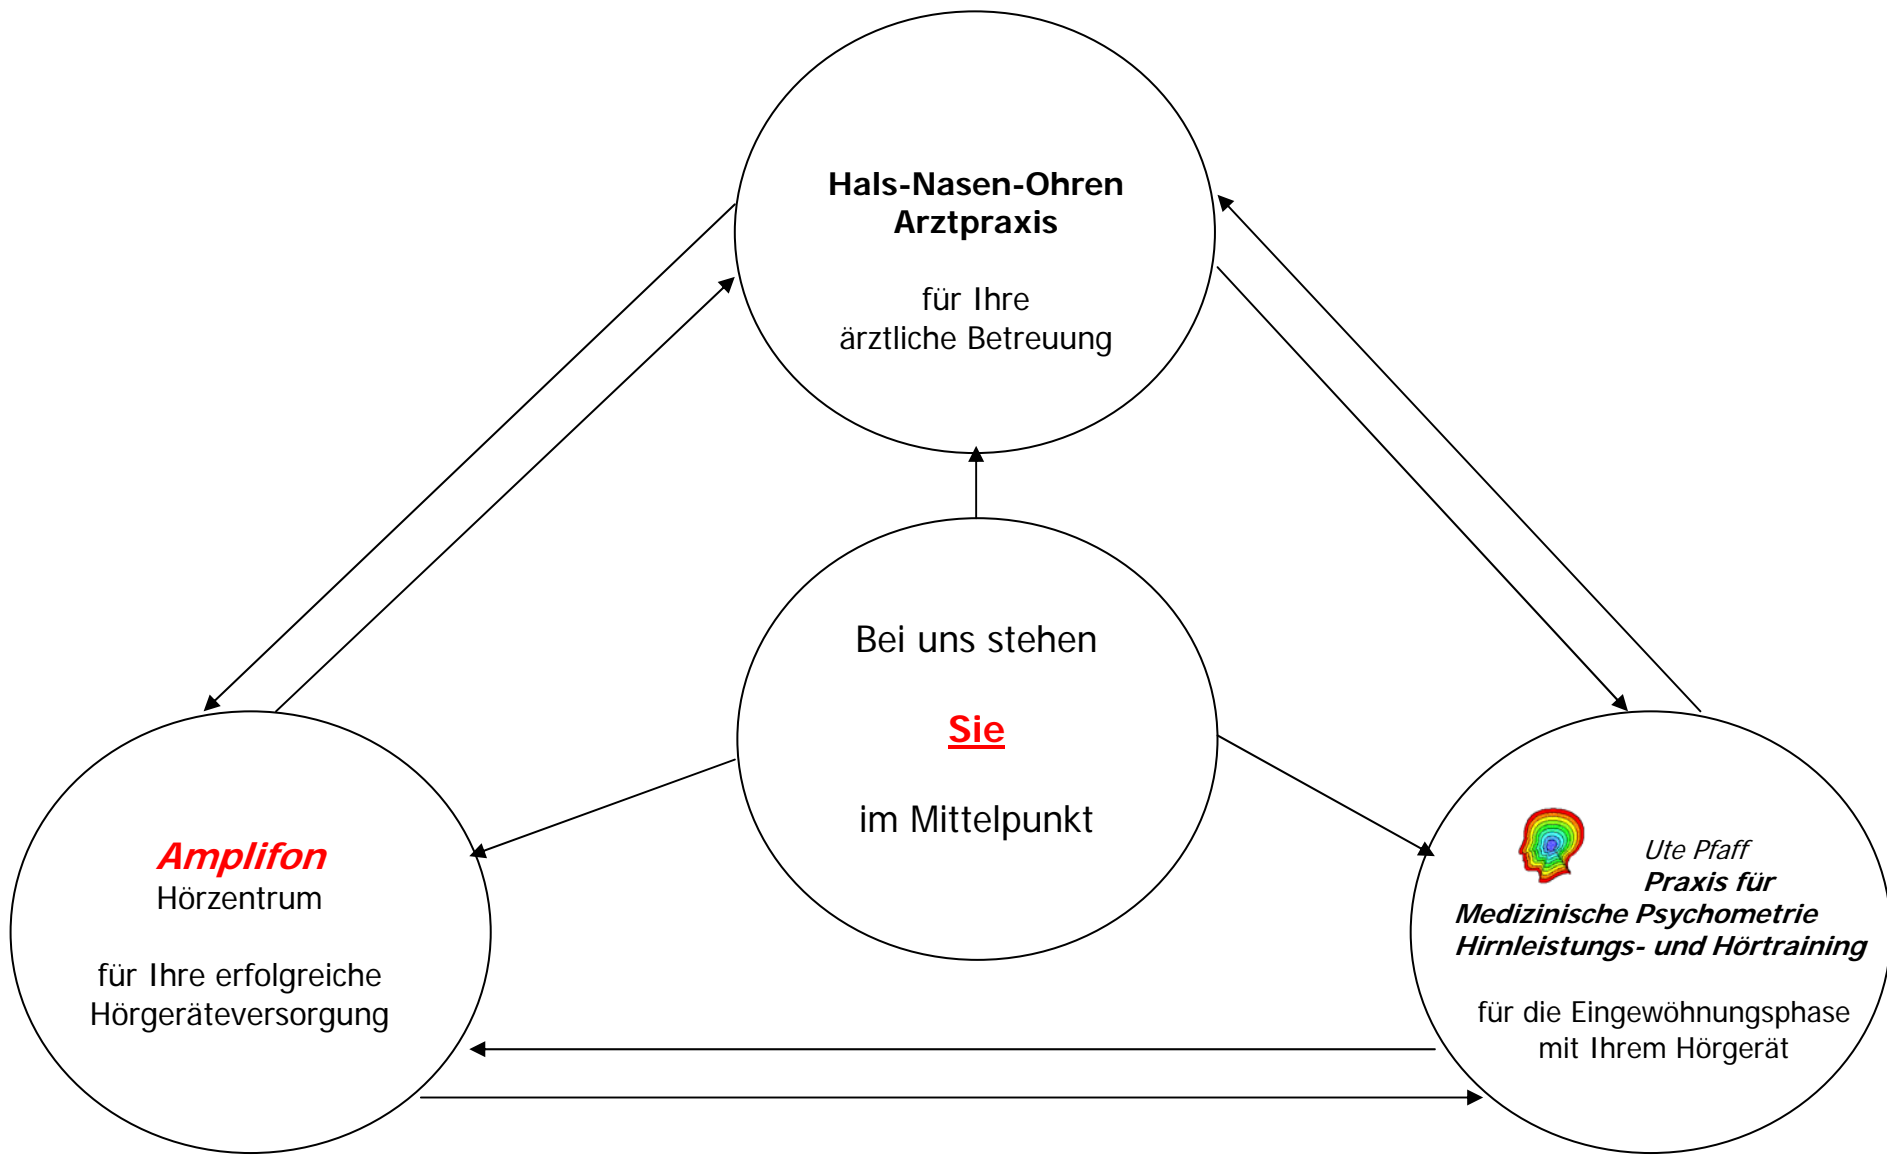 Hals-Nasen-Ohren
Arztpraxis
für Ihre
ärztliche Betreuung
Bei uns stehen
Sie
im Mittelpunkt
Amplifon
Hörzentrum
für Ihre erfolgreiche
Hörgeräteversorgung
Ute Pfaff
Praxis für
Medizinische Psychometrie
Hirnleistungs- und Hörtraining
für die Eingewöhnungsphase
mit Ihrem Hörgerät